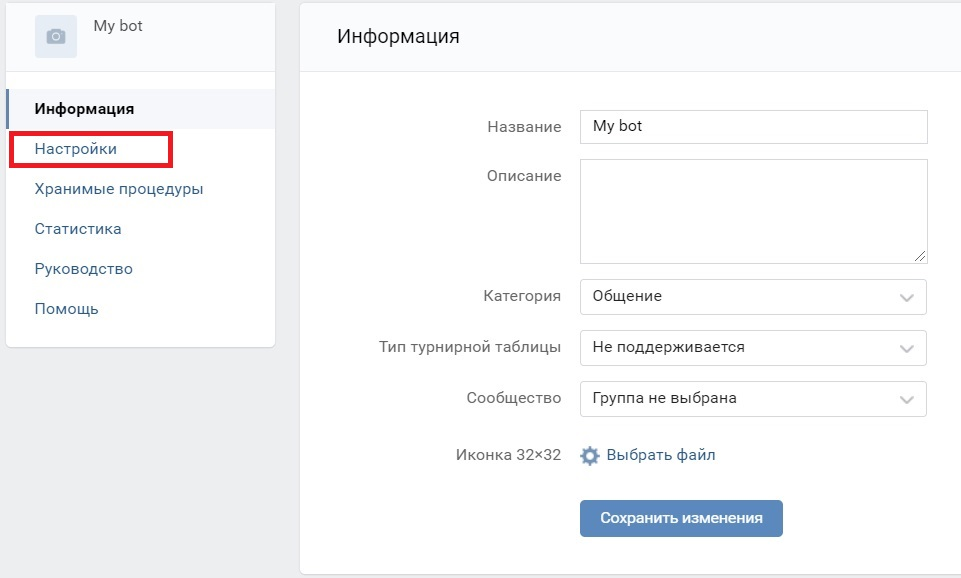 My bot
Информация
Настройки
Хранимые процедуры
Статистика
Руководство
Помощь
Информация
Название My bot
Описание
Категория Общение
Тип турнирной таблицы Не поддерживается
Сообщество Группа не выбрана
Иконка 32×32 Выбрать файл
Сохранить изменения